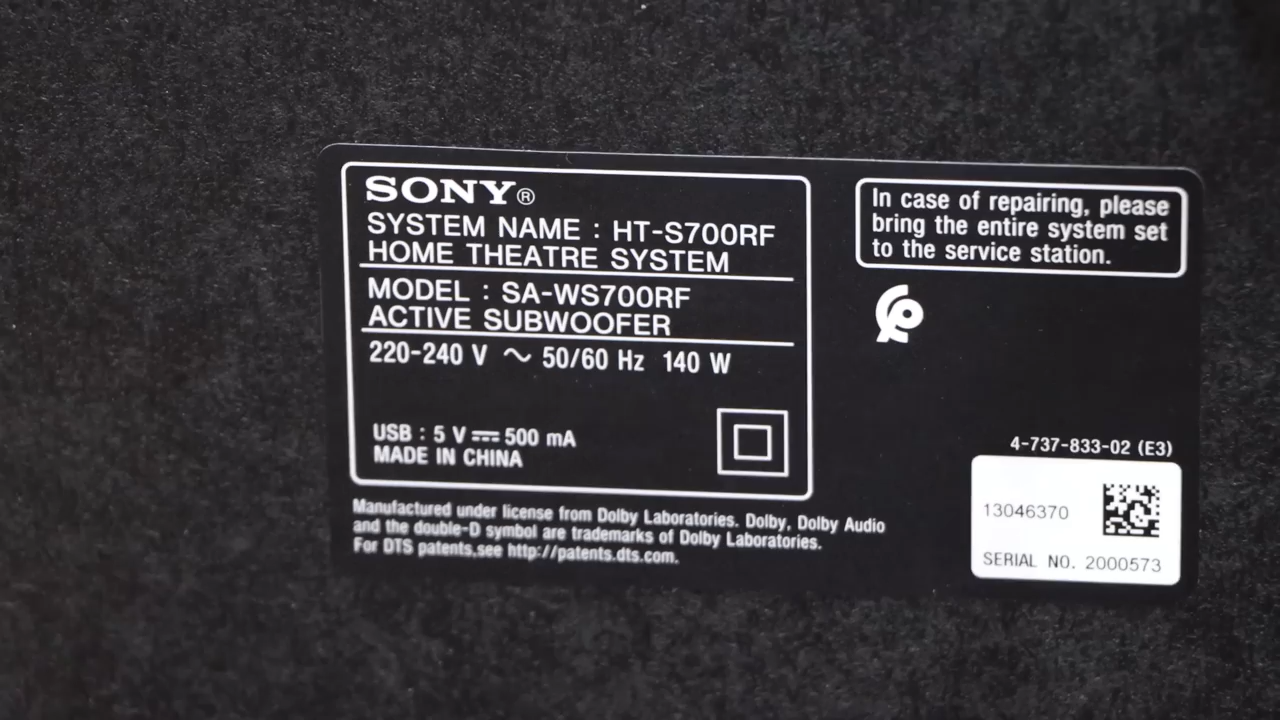 SONY®
SYSTEM NAME : HT-S700RF
HOME THEATRE SYSTEM
MODEL : SA-WS700RF
ACTIVE SUBWOOFER
220-240 V ~ 50/60 Hz 140 W
USB : 5 V ⎓ 500 mA
MADE IN CHINA
Manufactured under license from Dolby Laboratories. Dolby, Dolby Audio
and the double-D symbol are trademarks of Dolby Laboratories.
For DTS patents,see http://patents.dts.com.
In case of repairing, please
bring the entire system set
to the service station.
4-737-833-02 (E3)
13046370
SERIAL NO. 2000573